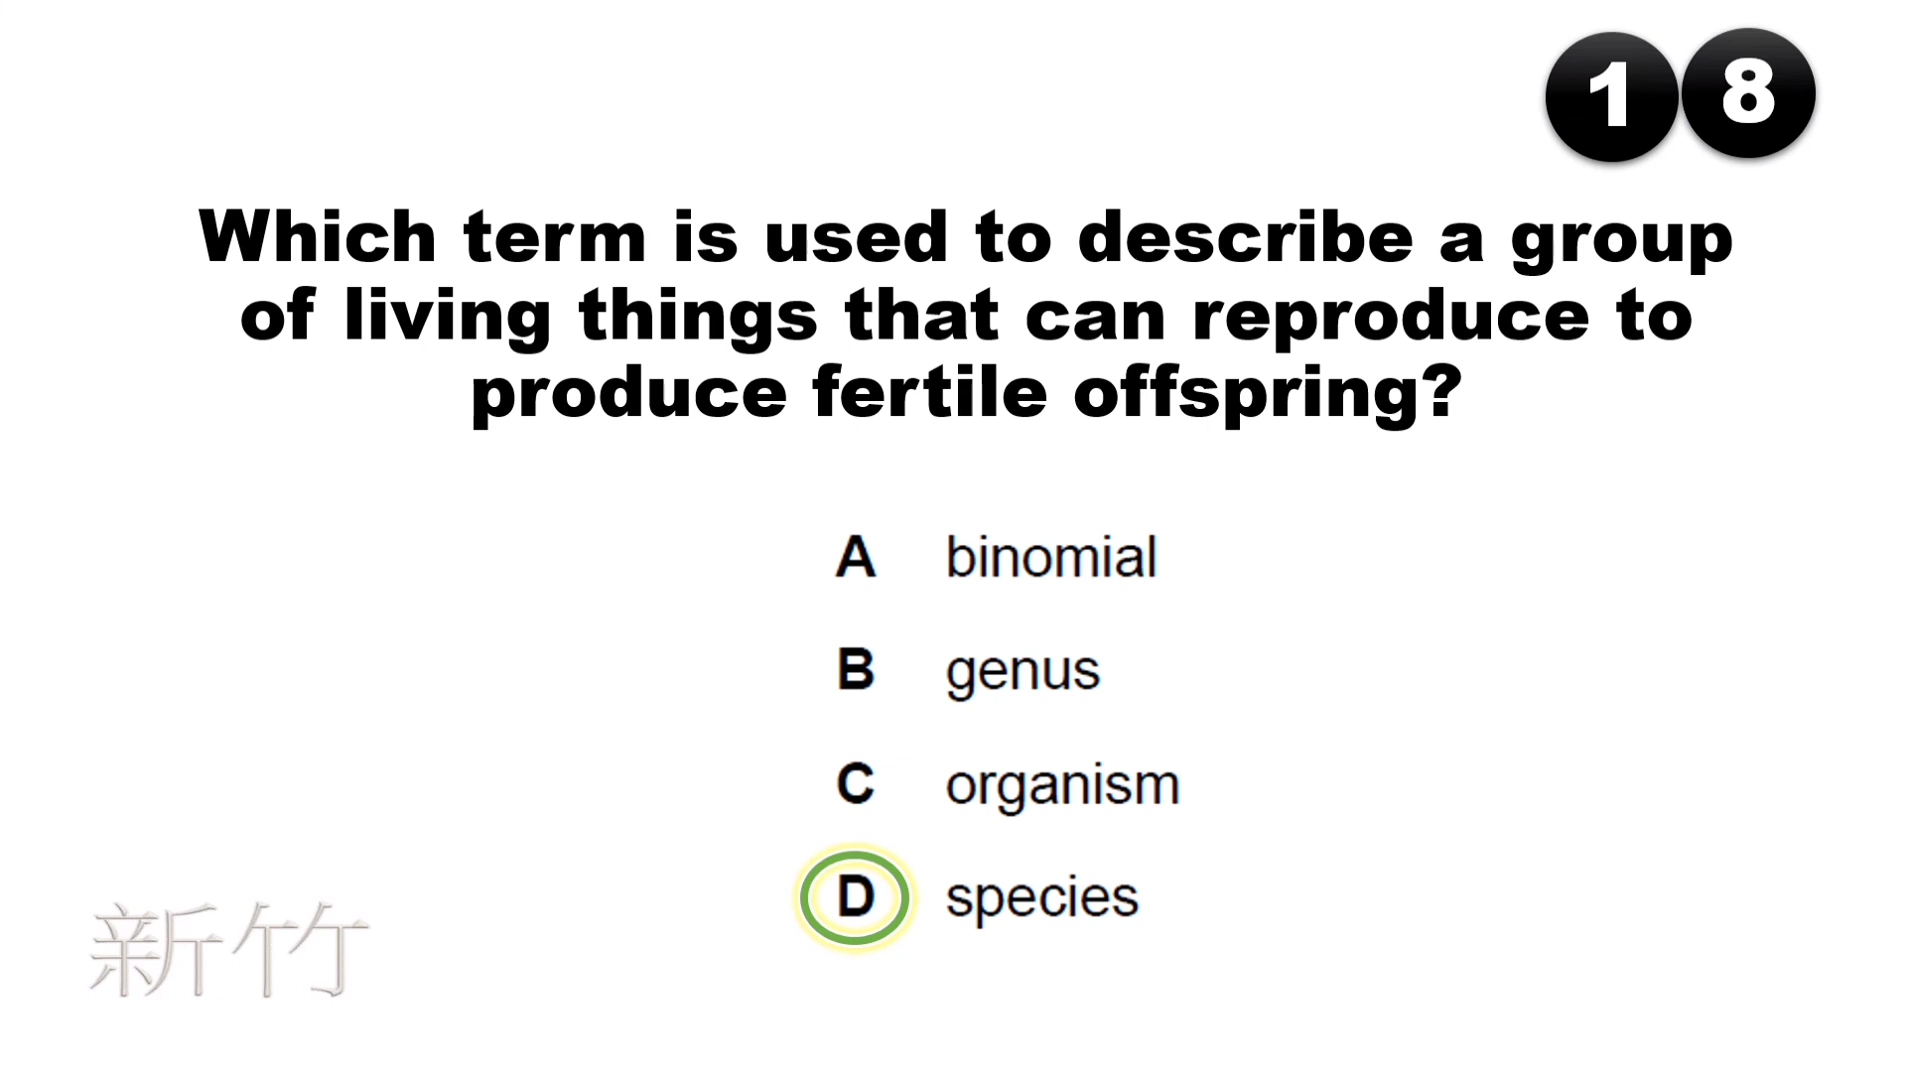 1 8
Which term is used to describe a group
of living things that can reproduce to
produce fertile offspring?
A binomial
B genus
C organism
D species
新竹